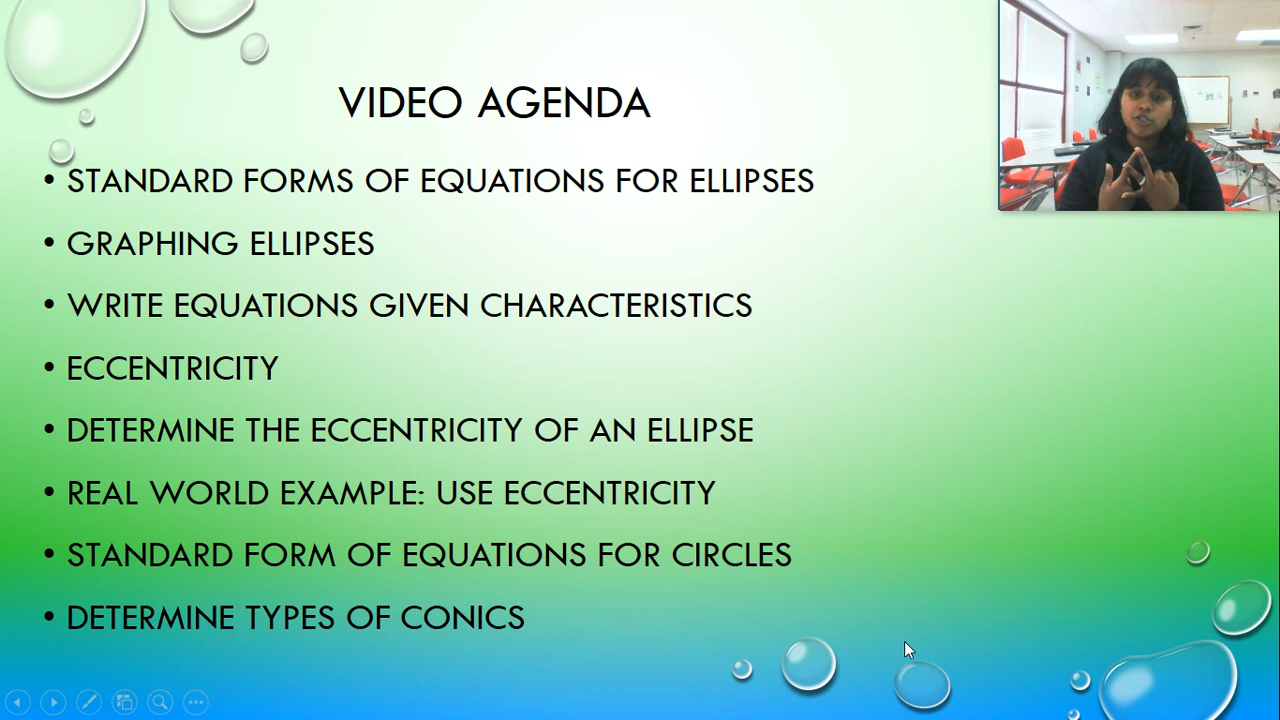 VIDEO AGENDA
• STANDARD FORMS OF EQUATIONS FOR ELLIPSES
• GRAPHING ELLIPSES
• WRITE EQUATIONS GIVEN CHARACTERISTICS
• ECCENTRICITY
• DETERMINE THE ECCENTRICITY OF AN ELLIPSE
• REAL WORLD EXAMPLE: USE ECCENTRICITY
• STANDARD FORM OF EQUATIONS FOR CIRCLES
• DETERMINE TYPES OF CONICS